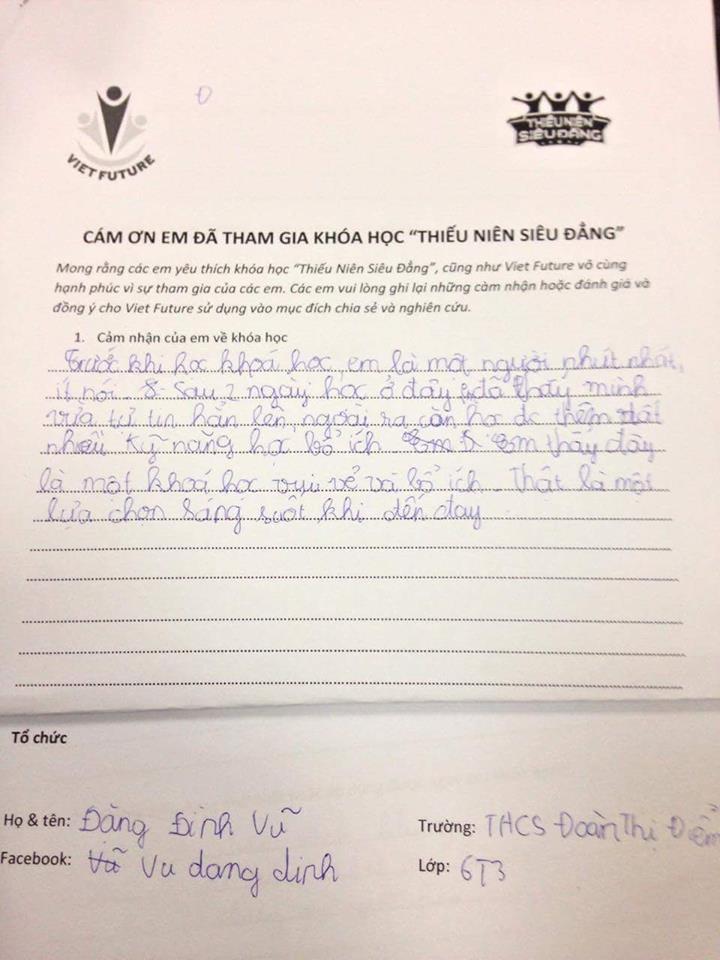 Đ
VIET FUTURE
THIẾU NIÊN
SIÊU ĐẲNG
CÁM ƠN EM ĐÃ THAM GIA KHÓA HỌC “THIẾU NIÊN SIÊU ĐẲNG”
Mong rằng các em yêu thích khóa học “Thiếu Niên Siêu Đẳng”, cũng như Viet Future vô cùng
hạnh phúc vì sự tham gia của các em. Các em vui lòng ghi lại những cảm nhận hoặc đánh giá và
đồng ý cho Viet Future sử dụng vào mục đích chia sẻ và nghiên cứu.
1. Cảm nhận của em về khóa học
Trước khi học khoá học, em là một người nhút nhát,
ít nói. Sau 2 ngày học ở đây đã thấy mình
vừa tự tin hẳn lên, ngoài ra còn học dc thêm rất
nhiều kỹ năng học bổ ích. Em thấy đây
là một khoá học vui vẻ và bổ ích. Thật là một
lựa chọn sáng suốt khi đến đay
Tổ chức
Họ & tên: Đặng Đình Vũ
Trường: THCS Đoàn Thị Điểm
Facebook: Vu dang dinh
Lớp: 6T3